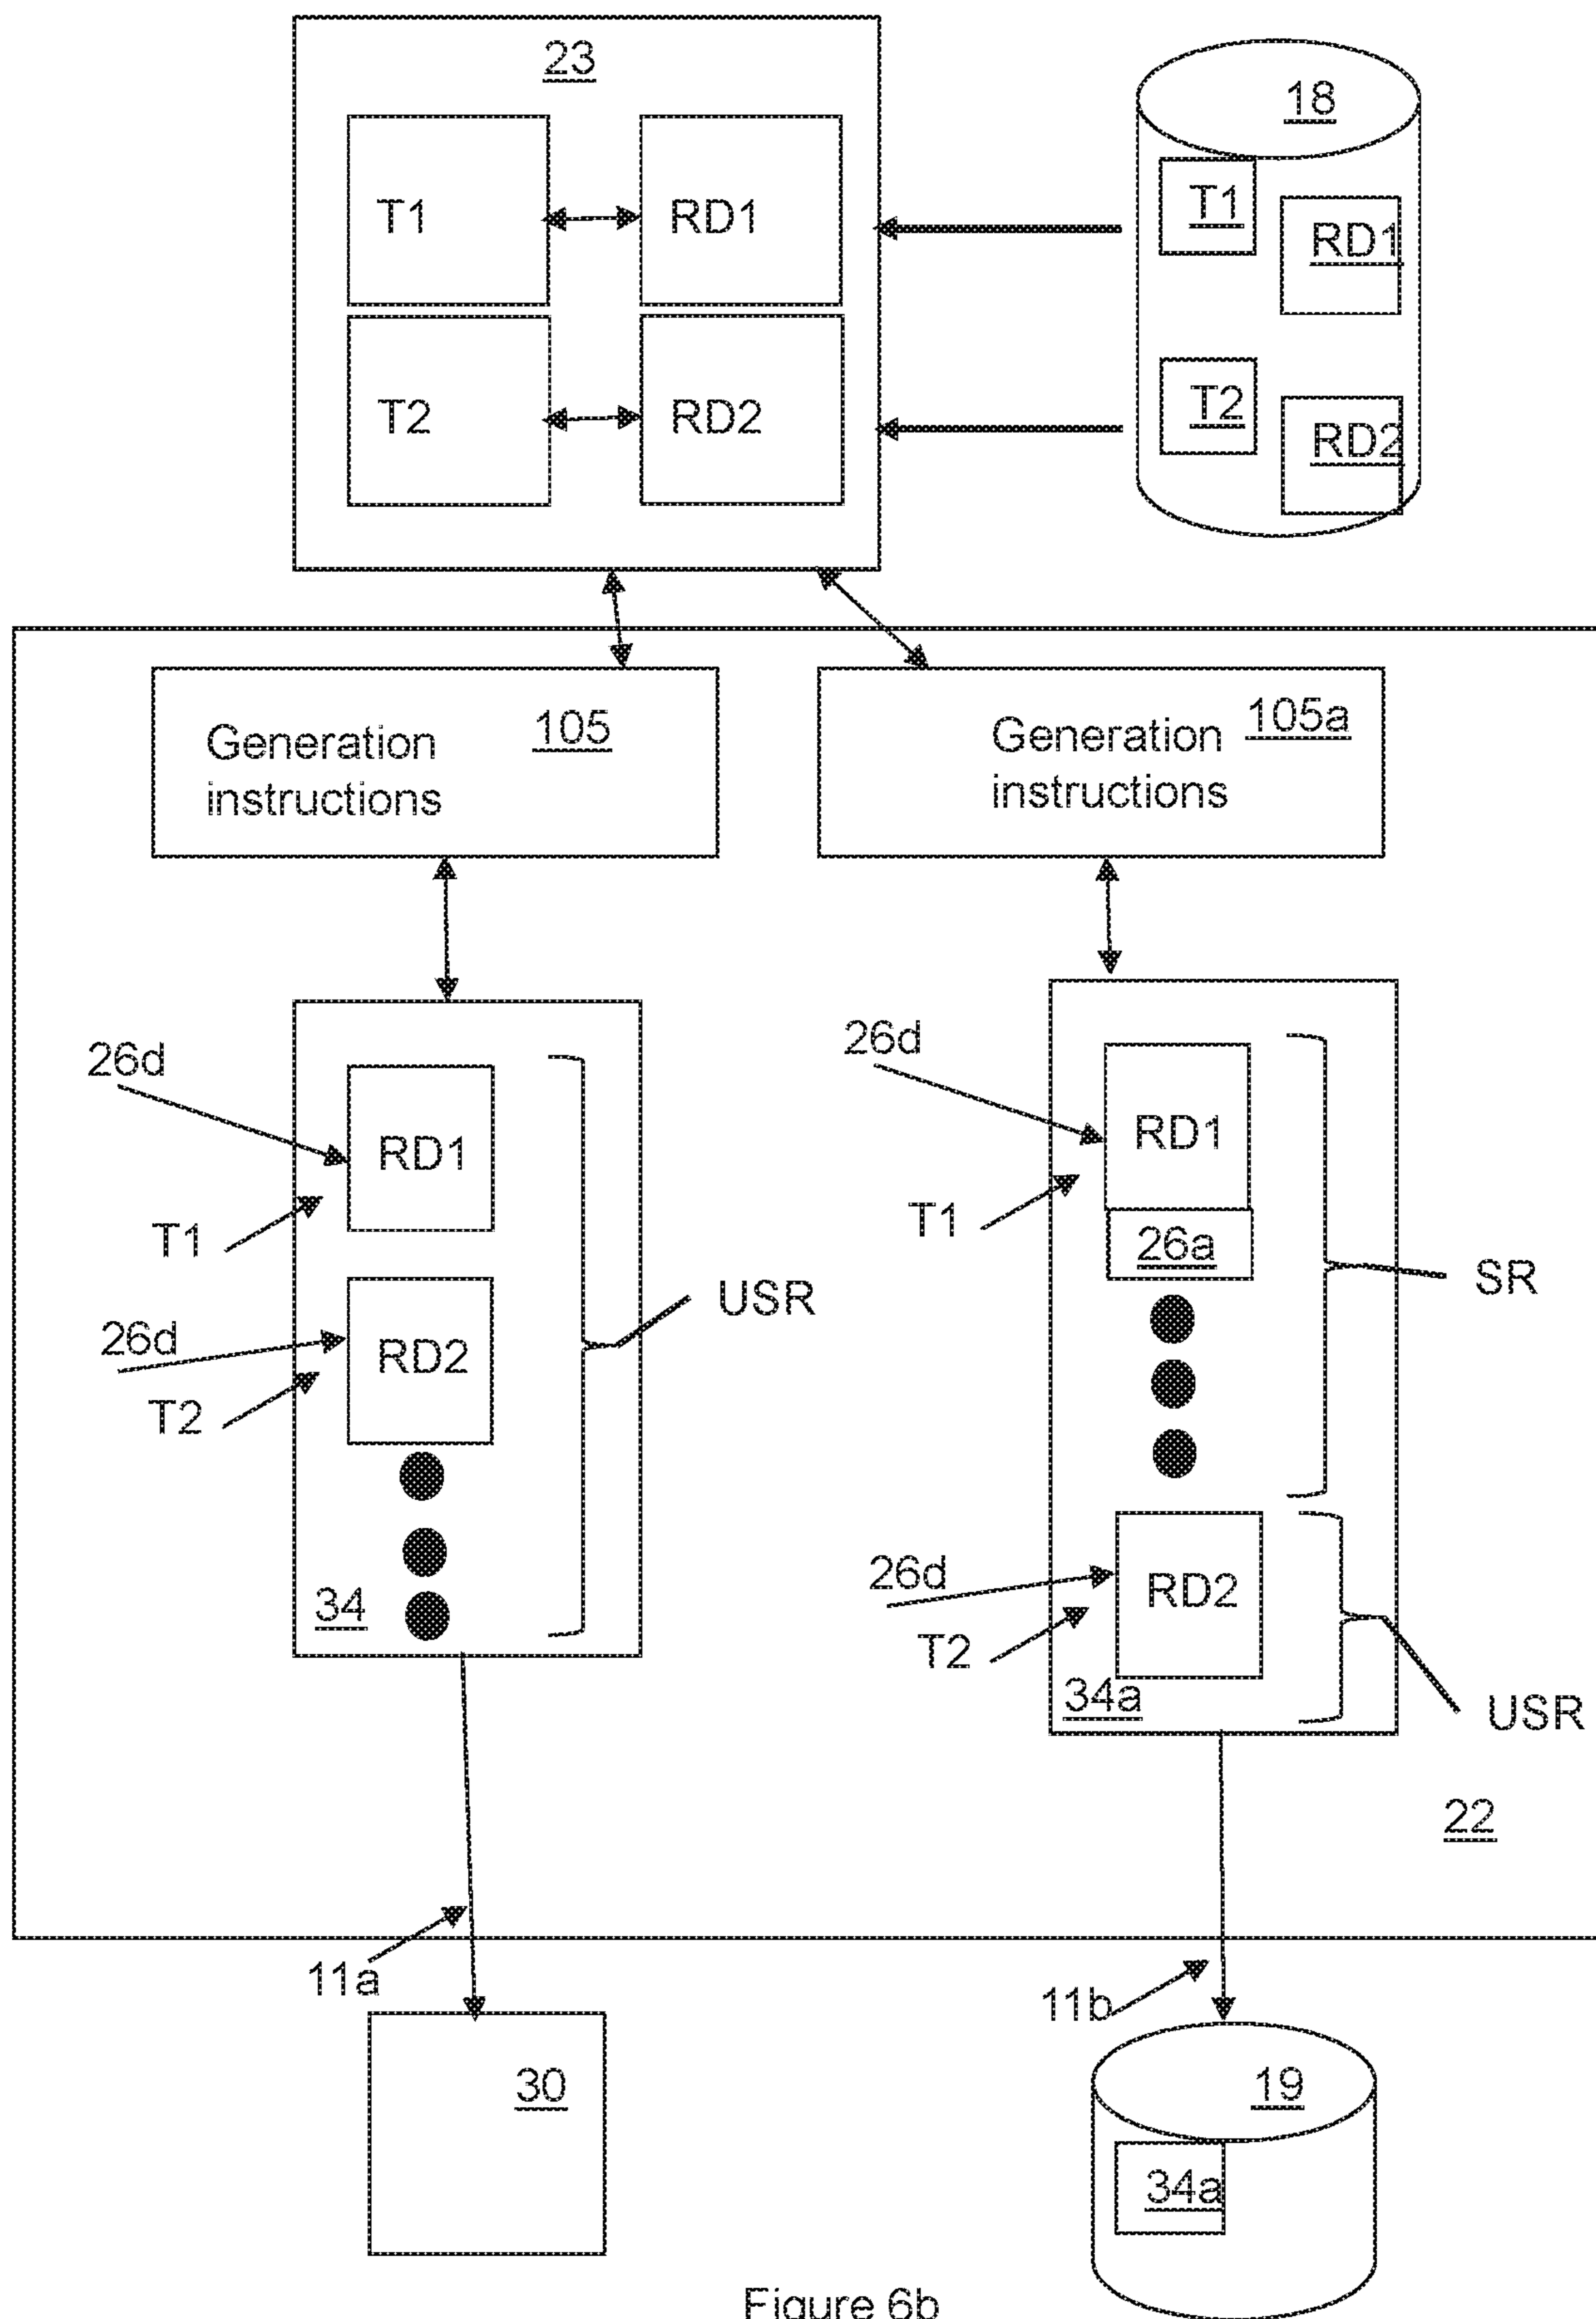 23
18
T1
RD1
T1
RD1
T2
RD2
T2
RD2
Generation
instructions
105
Generation
instructions
105a
26d
RD1
T1
26d
RD2
T2
USR
34
26d
RD1
T1
26a
SR
26d
RD2
T2
34a
USR
22
11a
11b
30
19
34a
Figure 6b